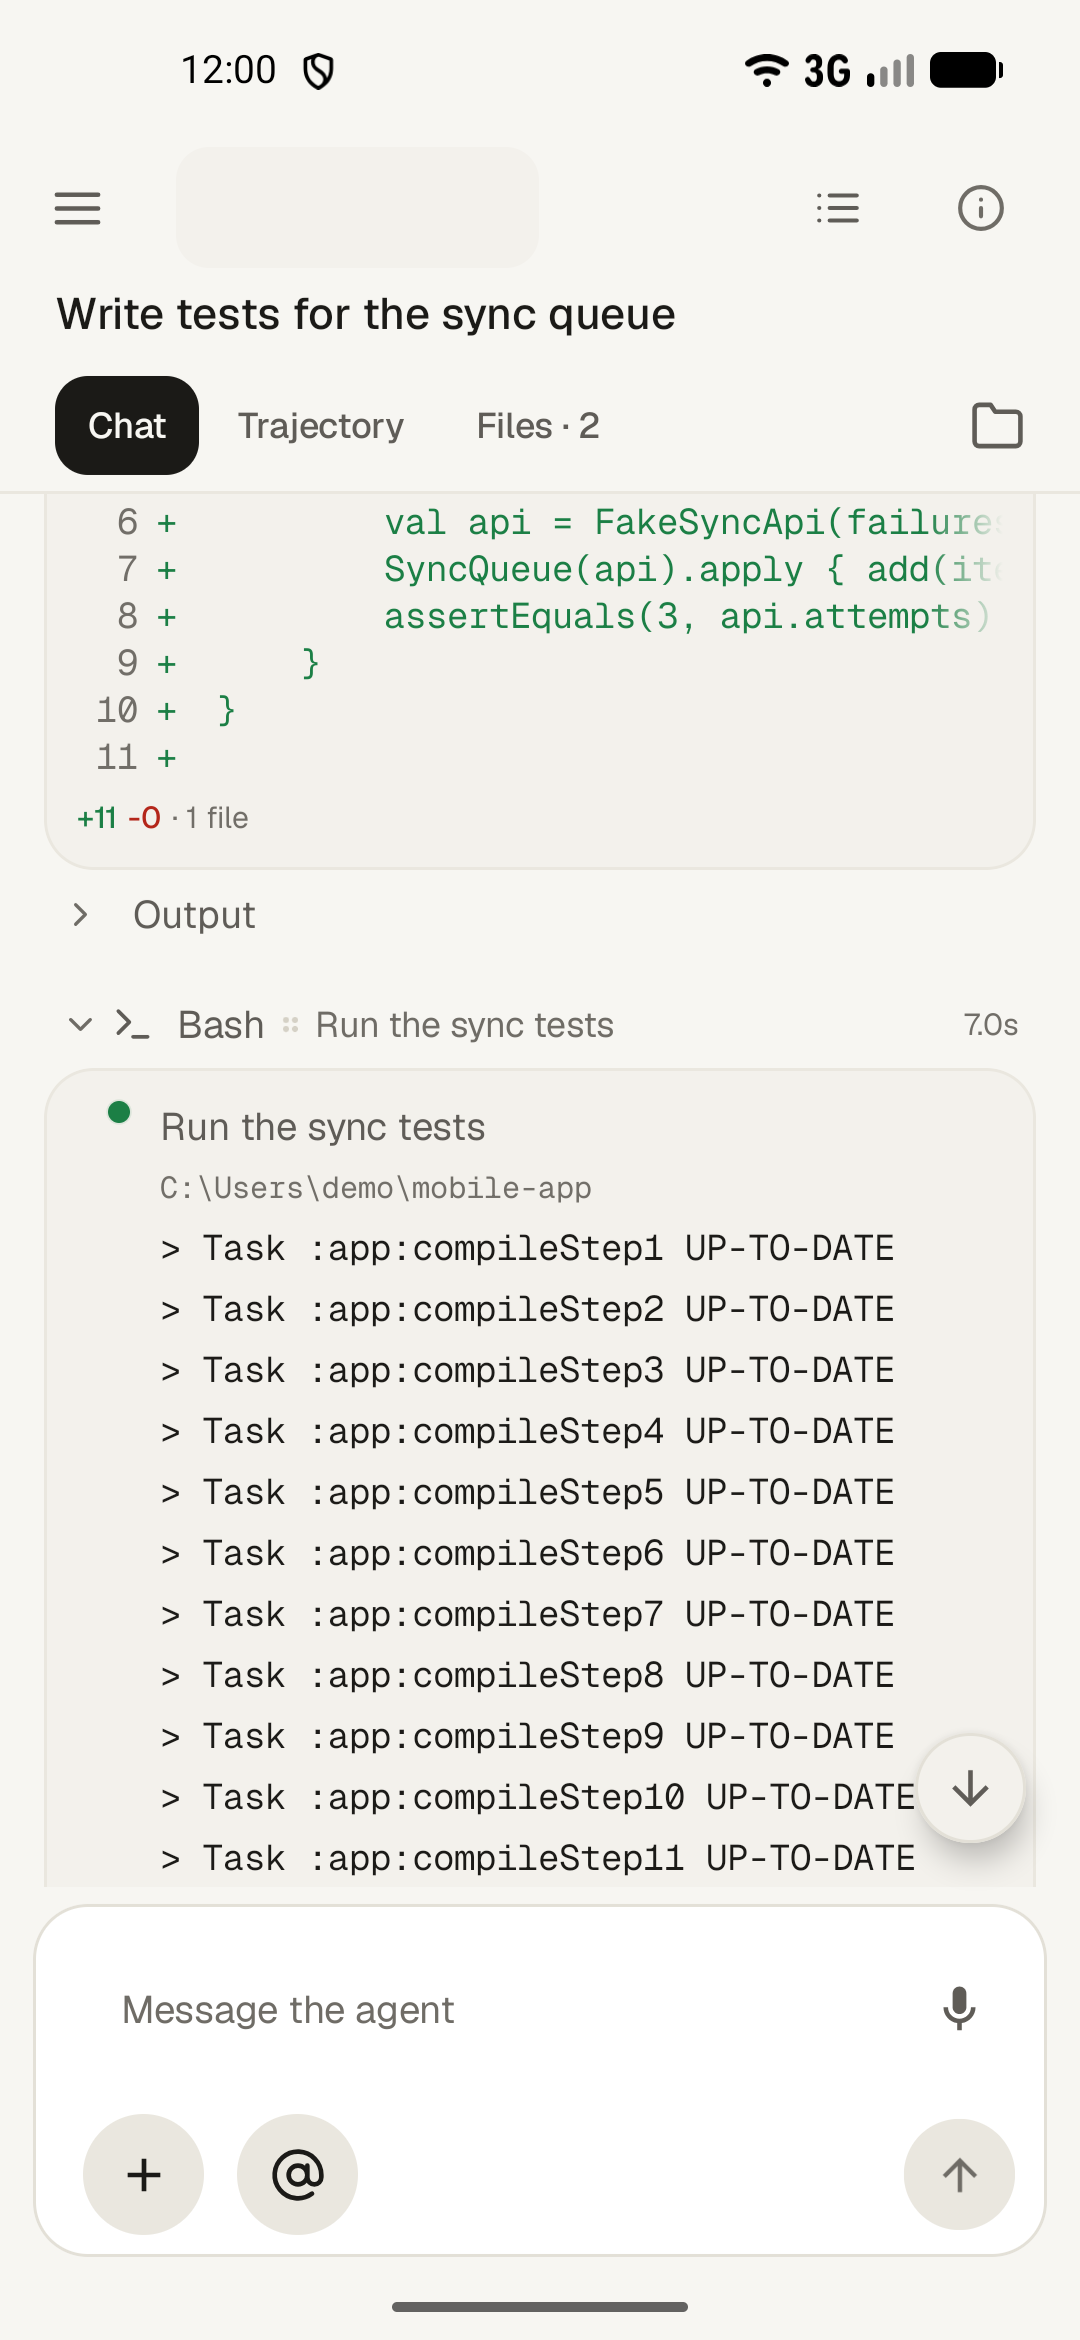 12:00
3G
Write tests for the sync queue
Chat
Trajectory
Files · 2
6 + val api = FakeSyncApi(failures
7 + SyncQueue(api).apply { add(ite
8 + assertEquals(3, api.attempts)
9 + }
10 + }
11 +
+11 -0 · 1 file
Output
Bash Run the sync tests 7.0s
Run the sync tests
C:\Users\demo\mobile-app
> Task :app:compileStep1 UP-TO-DATE
> Task :app:compileStep2 UP-TO-DATE
> Task :app:compileStep3 UP-TO-DATE
> Task :app:compileStep4 UP-TO-DATE
> Task :app:compileStep5 UP-TO-DATE
> Task :app:compileStep6 UP-TO-DATE
> Task :app:compileStep7 UP-TO-DATE
> Task :app:compileStep8 UP-TO-DATE
> Task :app:compileStep9 UP-TO-DATE
> Task :app:compileStep10 UP-TO-DATE
> Task :app:compileStep11 UP-TO-DATE
Message the agent